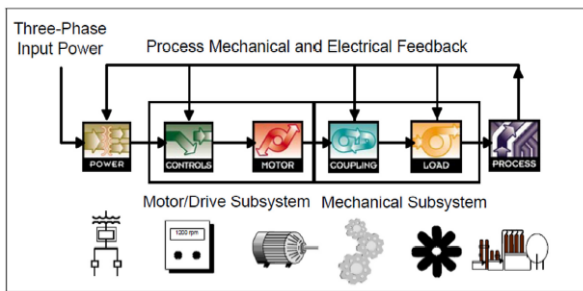 Three-Phase
Input Power
Process Mechanical and Electrical Feedback
POWER
CONTROLS
MOTOR
COUPLING
LOAD
PROCESS
Motor/Drive Subsystem
Mechanical Subsystem
1200 rpm